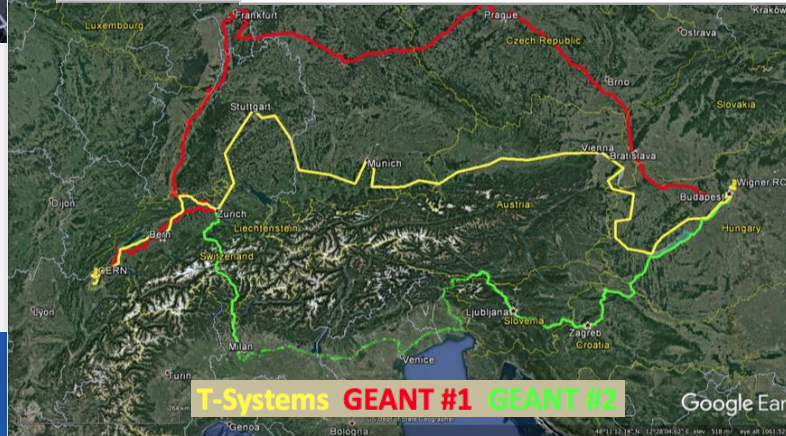 Luxembourg
Frankfurt
Prague
Kraków
Czech Republic
Ostrava
Brno
Slovakia
Stuttgart
Munich
Vienna
Bratislava
Wigner RC
Budapest
Dijon
Zurich
Austria
Hungary
Bern
Liechtenstein
CERN
Switzerland
Lyon
Ljubljana
Slovenia
Zagreb
Croatia
Milan
Venice
Turin
T-Systems GEANT #1 GEANT #2
Google Ear
Genoa
Bologna